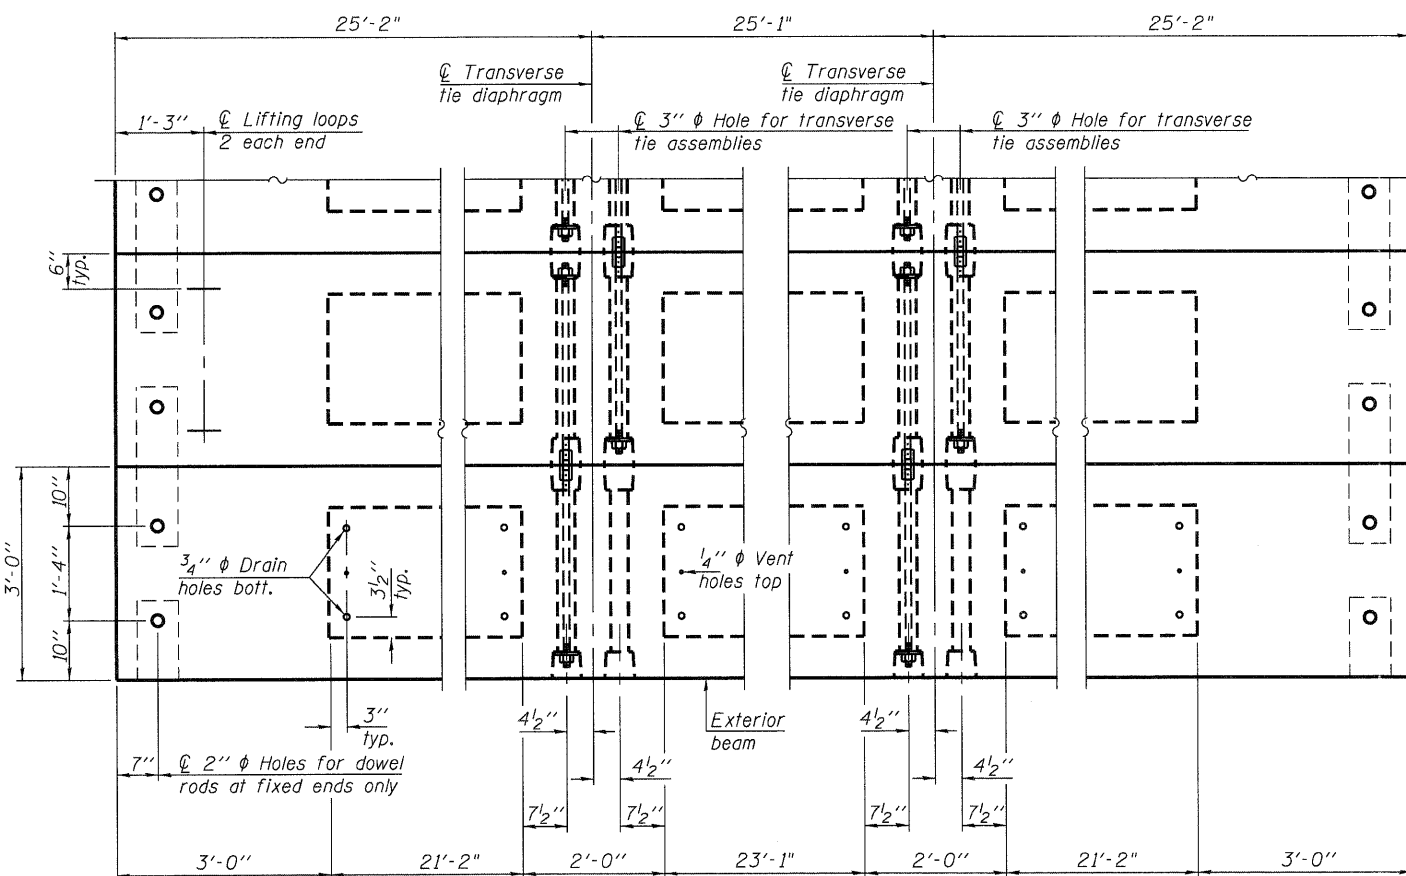 25'-2"
25'-1"
25'-2"
℄ Transverse
tie diaphragm
℄ Transverse
tie diaphragm
1'-3"
℄ Lifting loops
2 each end
℄ 3" ϕ Hole for transverse
tie assemblies
℄ 3" ϕ Hole for transverse
tie assemblies
6"
typ.
3'-0"
10"
1'-4"
10"
3/4" ϕ Drain
holes bott.
3 1/2"
typ.
1/4" ϕ Vent
holes top
3"
typ.
4 1/2"
Exterior
beam
4 1/2"
7"
℄ 2" ϕ Holes for dowel
rods at fixed ends only
4 1/2"
4 1/2"
7 1/2"
7 1/2"
7 1/2"
7 1/2"
3'-0"
21'-2"
2'-0"
23'-1"
2'-0"
21'-2"
3'-0"